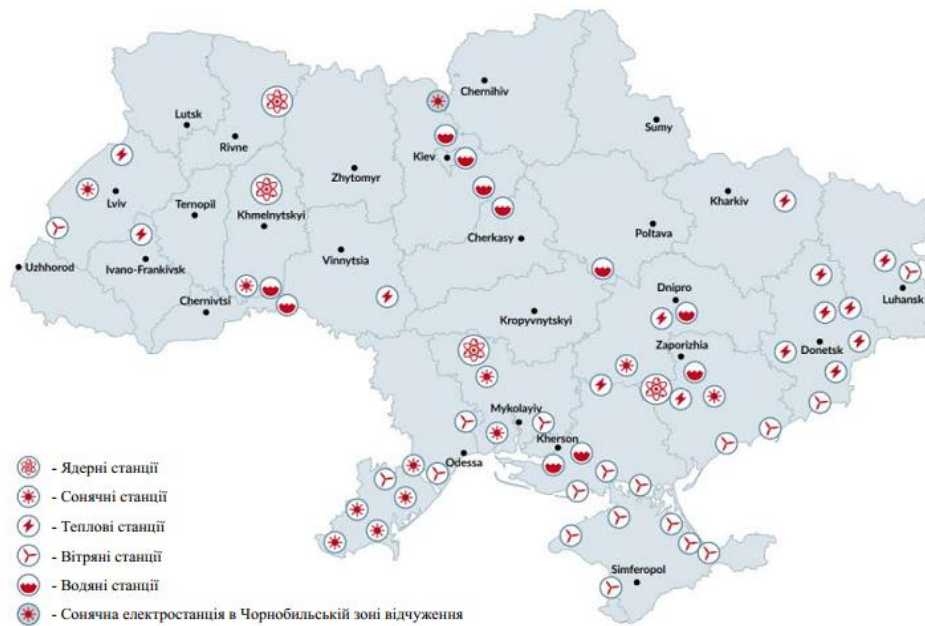 Chernihiv
Lutsk
Sumy
Rivne
Kiev
Zhytomyr
Lviv
Ternopil
Kharkiv
Khmelnytskyi
Poltava
Cherkasy
Uzhhorod
Ivano-Frankivsk
Vinnytsia
Dnipro
Luhansk
Chernivtsi
Kropyvnytskyi
Donetsk
Zaporizhia
Mykolayiv
Kherson
Odessa
- Ядерні станції
- Сонячні станції
- Теплові станції
- Вітряні станції
Simferopol
- Водяні станції
- Сонячна електростанція в Чорнобильській зоні відчуження